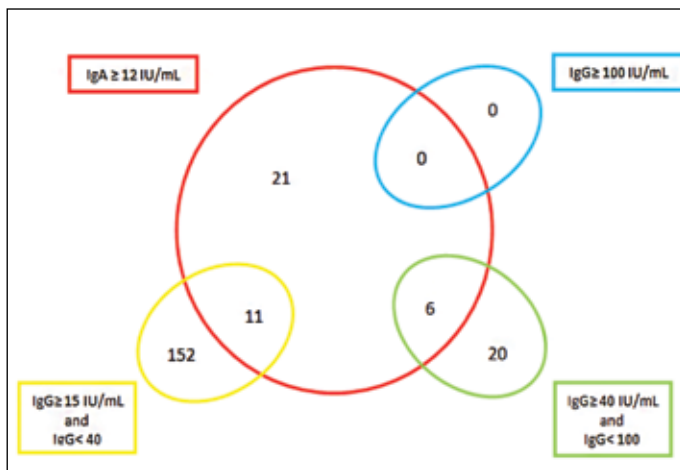 IgA ≥ 12 IU/mL
IgG≥ 100 IU/mL
0
0
21
11
152
6
20
IgG≥ 15 IU/mL
and
IgG< 40
IgG≥ 40 IU/mL
and
IgG< 100